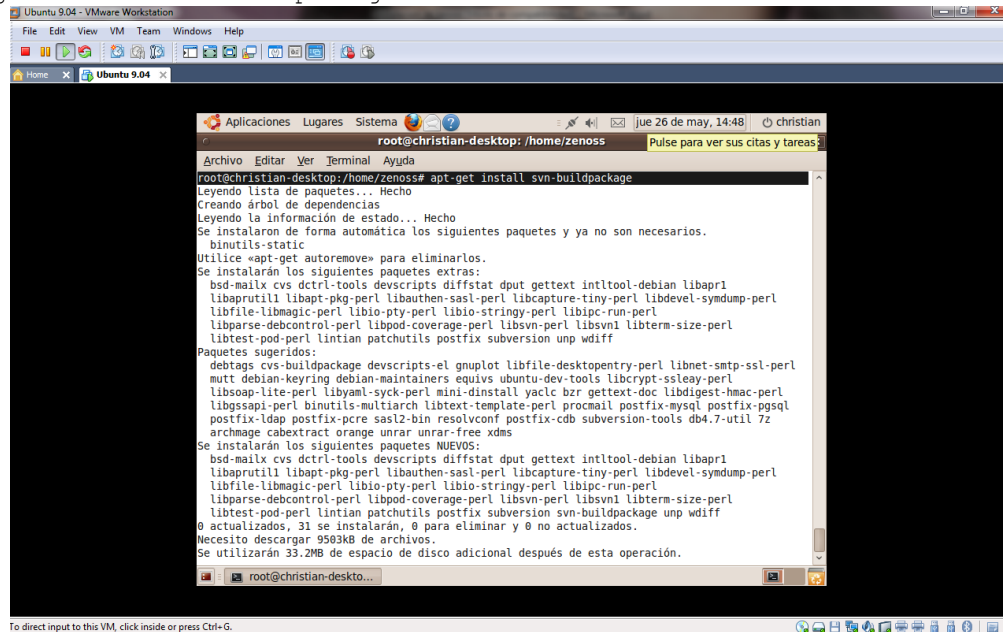 Ubuntu 9.04 - VMware Workstation
File Edit View VM Team Windows Help
Home Ubuntu 9.04
Aplicaciones Lugares Sistema jue 26 de may, 14:48 christian
root@christian-desktop: /home/zenoss
Pulse para ver sus citas y tareas
Archivo Editar Ver Terminal Ayuda
root@christian-desktop:/home/zenoss# apt-get install svn-buildpackage
Leyendo lista de paquetes... Hecho
Creando árbol de dependencias
Leyendo la información de estado... Hecho
Se instalaron de forma automática los siguientes paquetes y ya no son necesarios.
binutils-static
Utilice «apt-get autoremove» para eliminarlos.
Se instalarán los siguientes paquetes extras:
bsd-mailx cvs dctrl-tools devscripts diffstat dput gettext intltool-debian libapr1
libaprutil1 libapt-pkg-perl libauthen-sasl-perl libcapture-tiny-perl libdevel-symdump-perl
libfile-libmagic-perl libio-pty-perl libio-stringy-perl libipc-run-perl
libparse-debcontrol-perl libpod-coverage-perl libsvn-perl libsvn1 libterm-size-perl
libtest-pod-perl lintian patchutils postfix subversion unp wdiff
Paquetes sugeridos:
debtags cvs-buildpackage devscripts-el gnuplot libfile-desktopentry-perl libnet-smtp-ssl-perl
mutt debian-keyring debian-maintainers equivs ubuntu-dev-tools libcrypt-ssleay-perl
libsoap-lite-perl libyaml-syck-perl mini-dinstall yaclc bzr gettext-doc libdigest-hmac-perl
libgssapi-perl binutils-multiarch libtext-template-perl procmail postfix-mysql postfix-pgsql
postfix-ldap postfix-pcre sasl2-bin resolvconf postfix-cdb subversion-tools db4.7-util 7z
archmage cabextract orange unrar unrar-free xdms
Se instalarán los siguientes paquetes NUEVOS:
bsd-mailx cvs dctrl-tools devscripts diffstat dput gettext intltool-debian libapr1
libaprutil1 libapt-pkg-perl libauthen-sasl-perl libcapture-tiny-perl libdevel-symdump-perl
libfile-libmagic-perl libio-pty-perl libio-stringy-perl libipc-run-perl
libparse-debcontrol-perl libpod-coverage-perl libsvn-perl libsvn1 libterm-size-perl
libtest-pod-perl lintian patchutils postfix subversion svn-buildpackage unp wdiff
0 actualizados, 31 se instalarán, 0 para eliminar y 0 no actualizados.
Necesito descargar 9503kB de archivos.
Se utilizarán 33.2MB de espacio de disco adicional después de esta operación.
root@christian-deskto...
To direct input to this VM, click inside or press Ctrl+G.